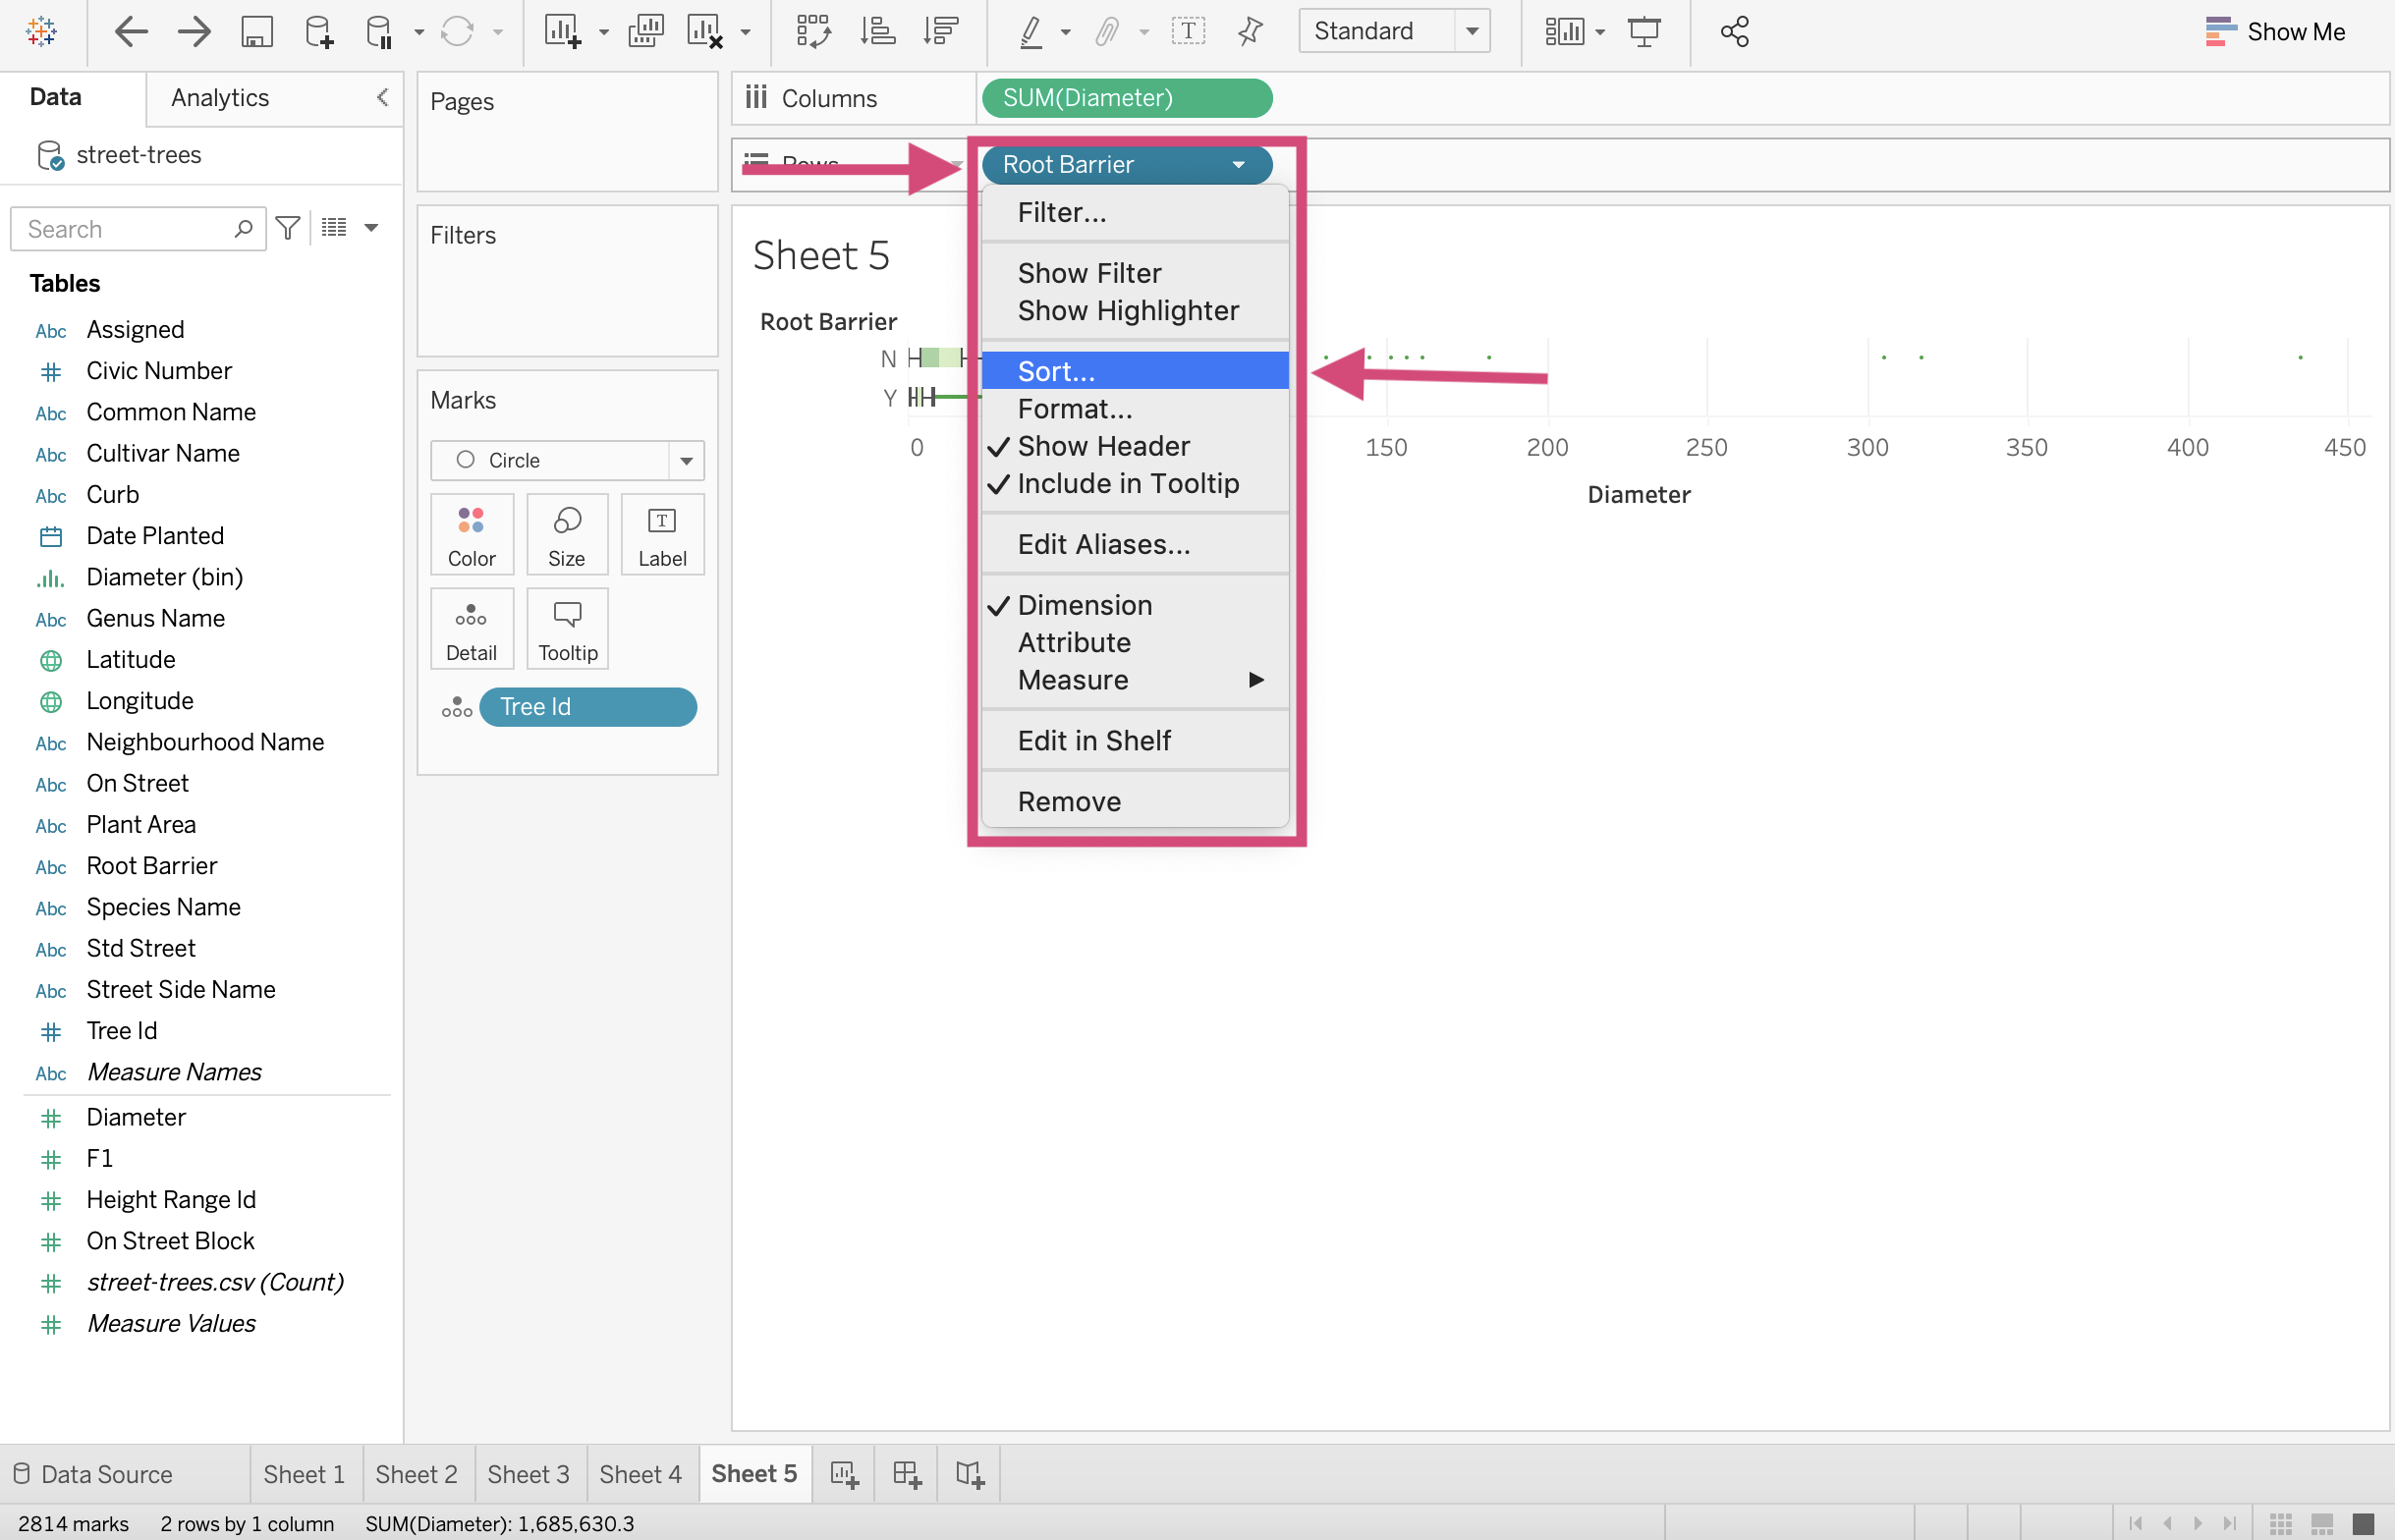 Standard
Show Me
Data
Analytics
street-trees
Search
Tables
Abc Assigned
Civic Number
Abc Common Name
Abc Cultivar Name
Abc Curb
Date Planted
Diameter (bin)
Abc Genus Name
Latitude
Longitude
Abc Neighbourhood Name
Abc On Street
Abc Plant Area
Abc Root Barrier
Abc Species Name
Abc Std Street
Abc Street Side Name
Tree Id
Abc Measure Names
Diameter
F1
Height Range Id
On Street Block
street-trees.csv (Count)
Measure Values
Pages
Filters
Marks
Circle
Color Size Label
Detail Tooltip
Tree Id
Columns SUM(Diameter)
Rows Root Barrier
Filter...
Show Filter
Show Highlighter
Sort...
Format...
Show Header
Include in Tooltip
Edit Aliases...
Dimension
Attribute
Measure
Edit in Shelf
Remove
Sheet 5
Root Barrier
N
Y
0 150 200 250 300 350 400 450
Diameter
Data Source Sheet 1 Sheet 2 Sheet 3 Sheet 4 Sheet 5
2814 marks 2 rows by 1 column SUM(Diameter): 1,685,630.3